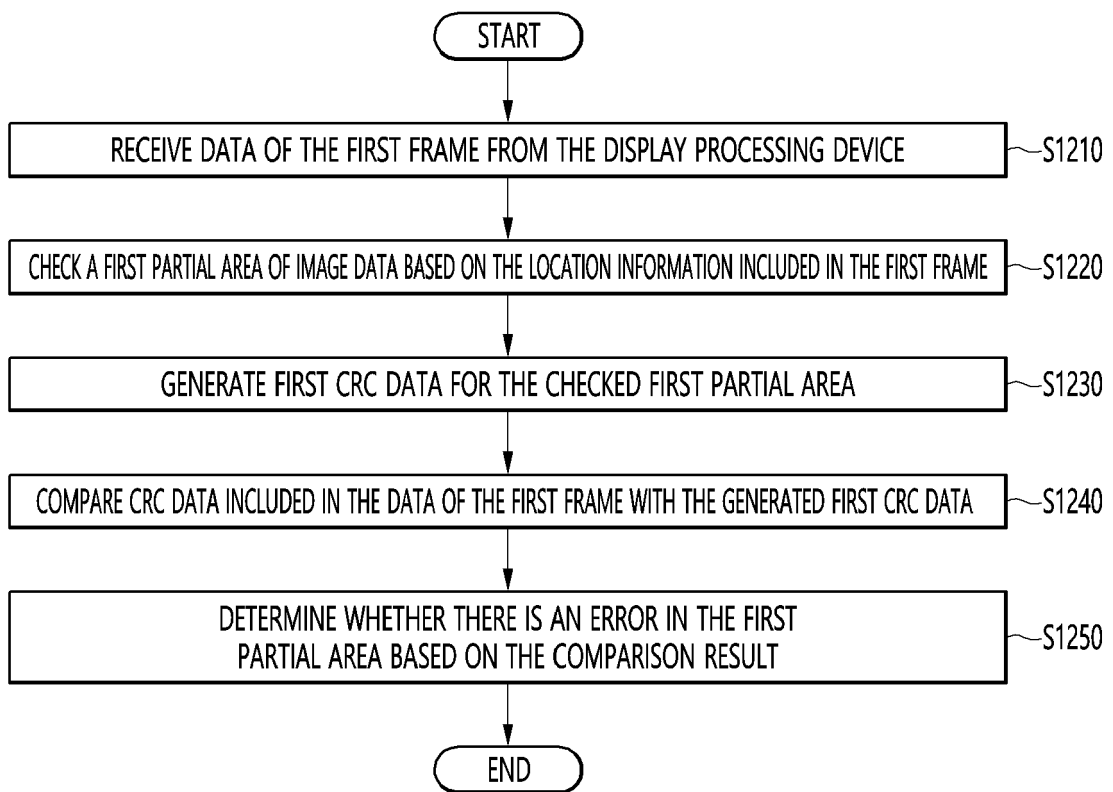 START
RECEIVE DATA OF THE FIRST FRAME FROM THE DISPLAY PROCESSING DEVICE
S1210
CHECK A FIRST PARTIAL AREA OF IMAGE DATA BASED ON THE LOCATION INFORMATION INCLUDED IN THE FIRST FRAME
S1220
GENERATE FIRST CRC DATA FOR THE CHECKED FIRST PARTIAL AREA
S1230
COMPARE CRC DATA INCLUDED IN THE DATA OF THE FIRST FRAME WITH THE GENERATED FIRST CRC DATA
S1240
DETERMINE WHETHER THERE IS AN ERROR IN THE FIRST
PARTIAL AREA BASED ON THE COMPARISON RESULT
S1250
END